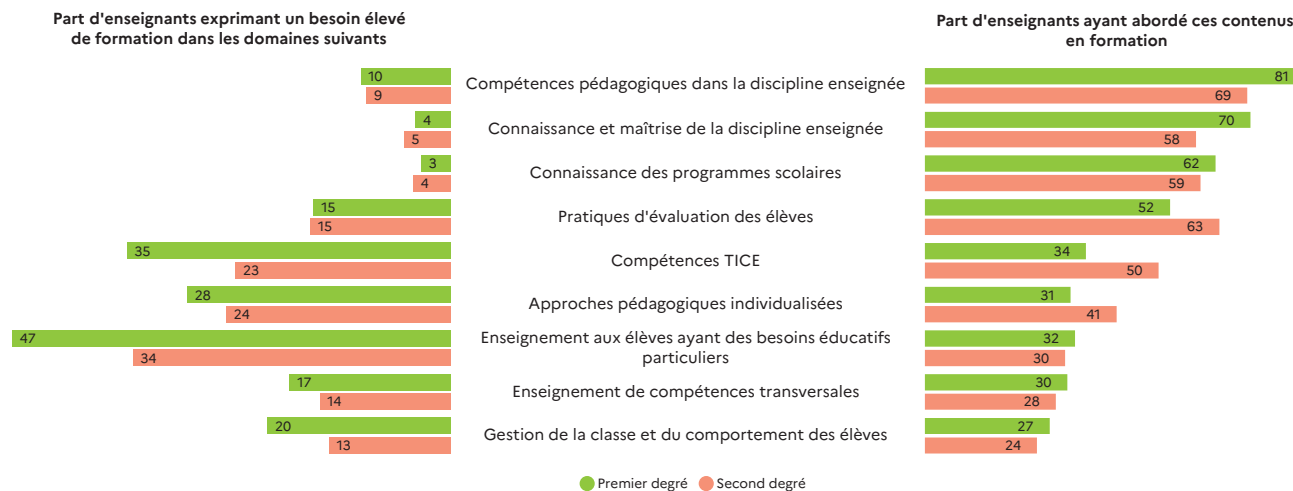 Part d'enseignants exprimant un besoin élevé
de formation dans les domaines suivants
Part d'enseignants ayant abordé ces contenus
en formation
10 Compétences pédagogiques dans la discipline enseignée 81
9 69
4 Connaissance et maîtrise de la discipline enseignée 70
5 58
3 Connaissance des programmes scolaires 62
4 59
15 Pratiques d'évaluation des élèves 52
15 63
35 Compétences TICE 34
23 50
28 Approches pédagogiques individualisées 31
24 41
47 Enseignement aux élèves ayant des besoins éducatifs 32
34 particuliers 30
17 Enseignement de compétences transversales 30
14 28
20 Gestion de la classe et du comportement des élèves 27
13 24
Premier degré Second degré